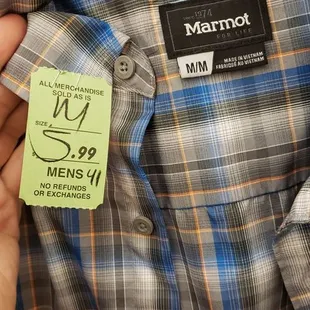 SINCE 1974
Marmot
FOR LIFE
M/M
MADE IN VIETNAM
FABRIQUÉ AU VIETNAM
ALL MERCHANDISE
SOLD AS IS
M
SIZE
$ 5.99
MENS 41
NO REFUNDS
OR EXCHANGES